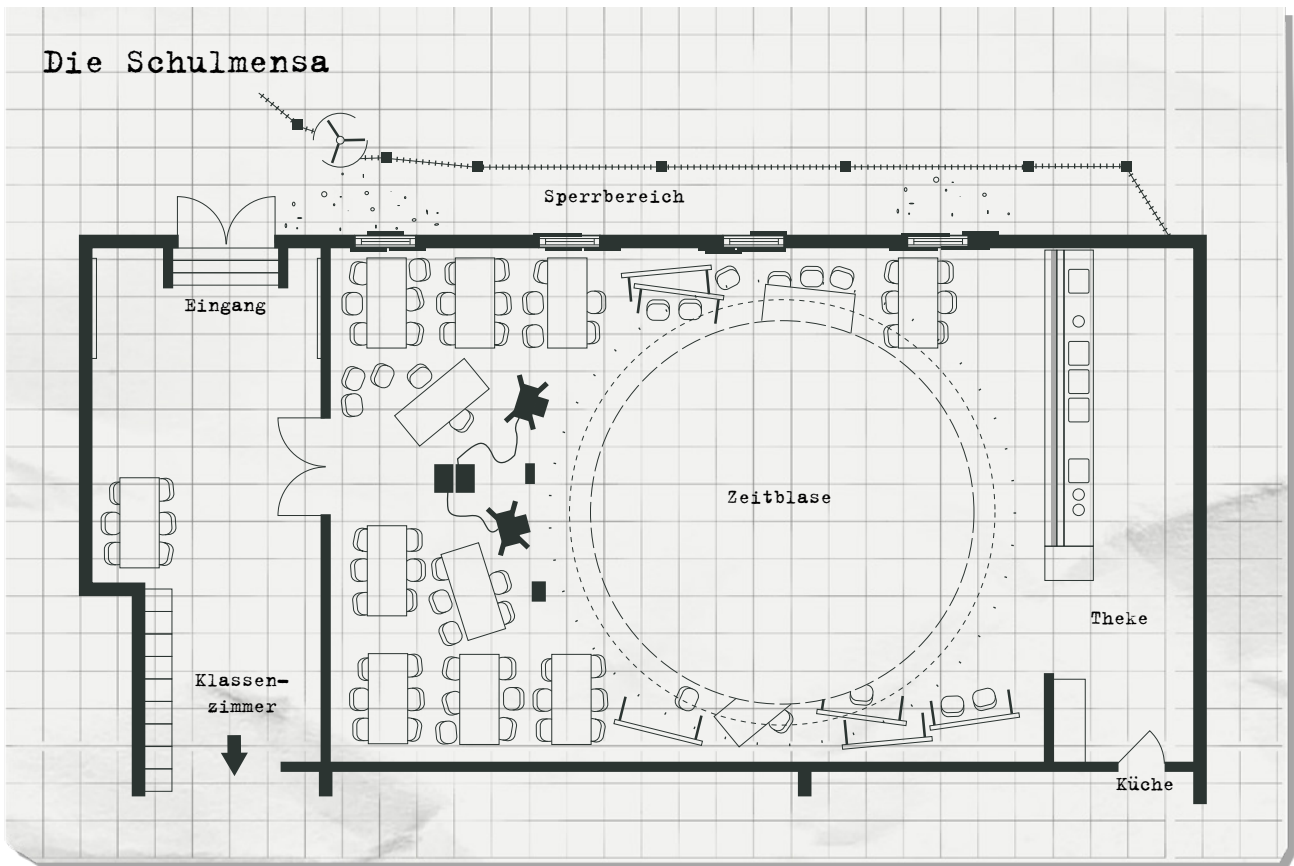 Die Schulmensa
Sperrbereich
Eingang
Zeitblase
Theke
Klassen-
zimmer
Küche